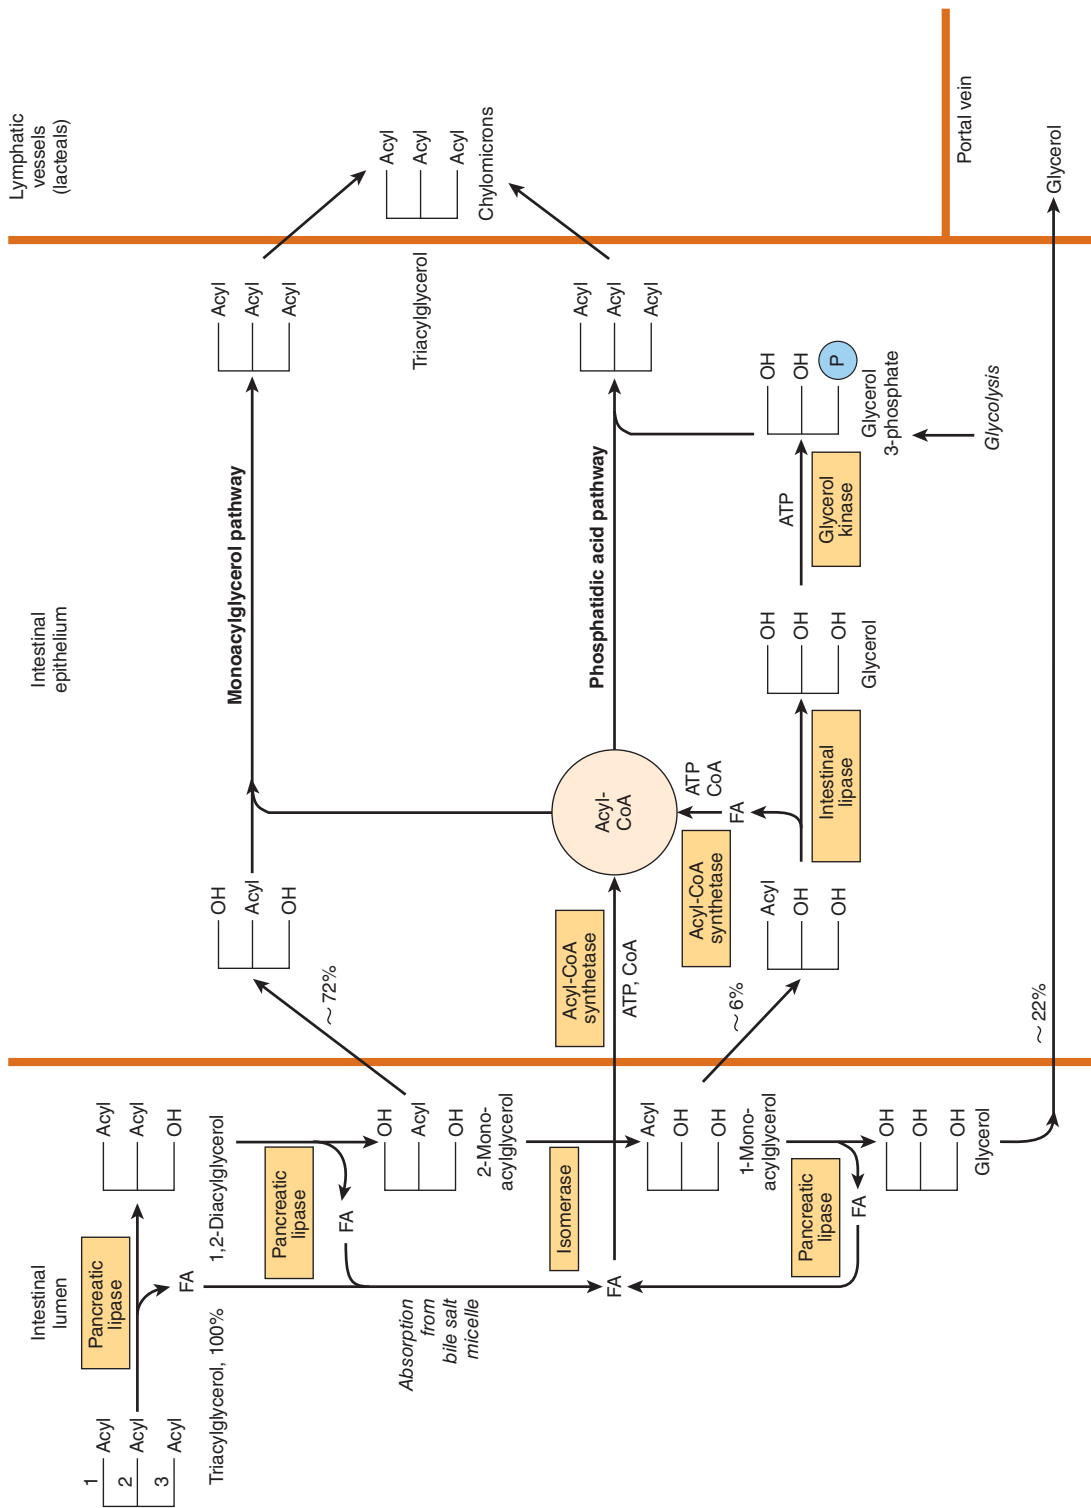 Intestinal
lumen
Intestinal
epithelium
Lymphatic
vessels
(lacteals)
1
Acyl
2
Acyl
3
Acyl
Triacylglycerol, 100%
Pancreatic
lipase
FA
Acyl
Acyl
OH
1,2-Diacylglycerol
Pancreatic
lipase
FA
Absorption
from
bile salt
micelle
OH
Acyl
OH
2-Mono-
acylglycerol
~ 72%
OH
Acyl
OH
Monoacylglycerol pathway
Acyl
Acyl
Acyl
Triacylglycerol
Acyl
Acyl
Acyl
Chylomicrons
Isomerase
FA
Acyl-CoA
synthetase
ATP, CoA
Acyl-
CoA
Phosphatidic acid pathway
Acyl
Acyl
Acyl
Acyl
OH
OH
1-Mono-
acylglycerol
~ 6%
Acyl
OH
OH
Acyl-CoA
synthetase
ATP
CoA
FA
Intestinal
lipase
OH
OH
OH
Glycerol
ATP
Glycerol
kinase
OH
OH
P
Glycerol
3-phosphate
Glycolysis
Pancreatic
lipase
FA
OH
OH
OH
Glycerol
~ 22%
Portal vein
Glycerol